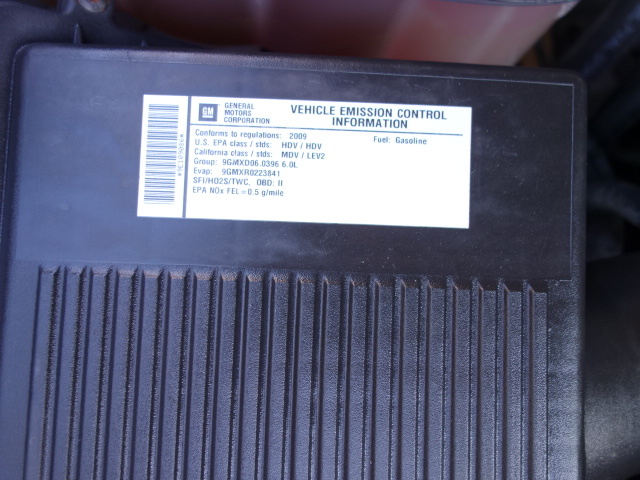 GM
GENERAL
MOTORS
CORPORATION
VEHICLE EMISSION CONTROL
INFORMATION
Conforms to regulations: 2009 Fuel: Gasoline
U.S. EPA class / stds: HDV / HDV
California class / stds: MDV / LEV2
Group: 9GMXD06.0396 6.0L
Evap: 9GMXR0223841
SFI/HO2S/TWC, OBD: II
EPA NOx FEL=0.5 g/mile